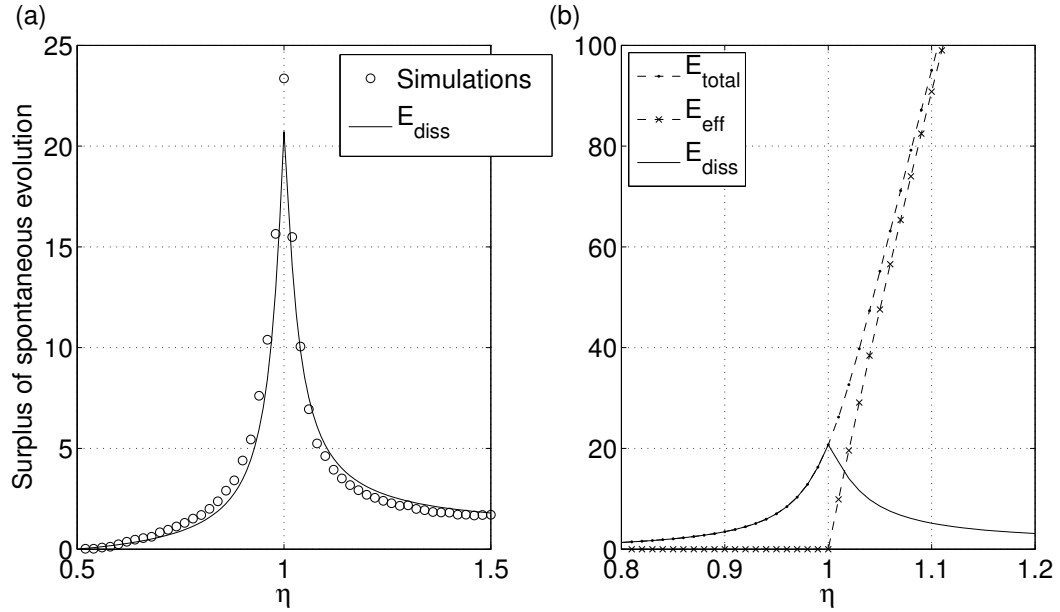 (a)
25
20
15
10
5
0
0.5
1
1.5
η
Surplus of spontaneous evolution
Simulations
E_diss
(b)
100
80
60
40
20
0
0.8
0.9
1
1.1
1.2
η
E_total
E_eff
E_diss